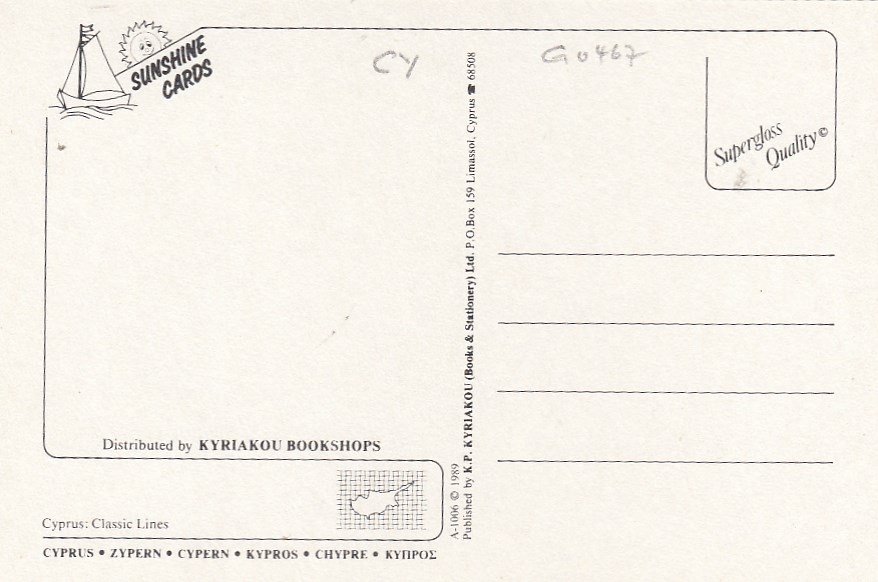 SUNSHINE
CARDS
CY
G0467
Supergloss
Quality©
Distributed by KYRIAKOU BOOKSHOPS
Cyprus: Classic Lines
CYPRUS • ZYPERN • CYPERN • KYPROS • CHYPRE • ΚΥΠΡΟΣ
A-1006 © 1989
Published by K.P. KYRIAKOU (Books & Stationery) Ltd. P.O.Box 159 Limassol, Cyprus ☎ 68508